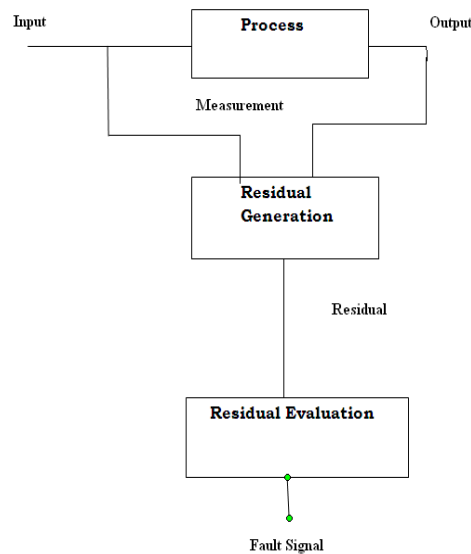 Input
Process
Output
Measurement
Residual
Generation
Residual
Residual Evaluation
Fault Signal